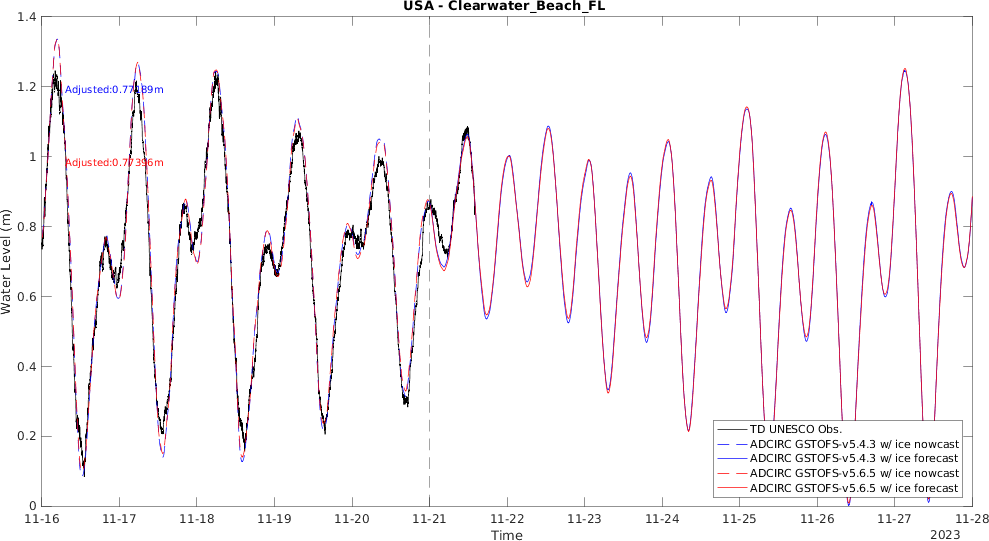 USA - Clearwater_Beach_FL
1.4
1.2
1
0.8
0.6
0.4
0.2
0
Water Level (m)
Adjusted:0.77189m
Adjusted:0.77396m
TD UNESCO Obs.
ADCIRC GSTOFS-v5.4.3 w/ ice nowcast
ADCIRC GSTOFS-v5.4.3 w/ ice forecast
ADCIRC GSTOFS-v5.6.5 w/ ice nowcast
ADCIRC GSTOFS-v5.6.5 w/ ice forecast
11-16 11-17 11-18 11-19 11-20 11-21 11-22 11-23 11-24 11-25 11-26 11-27 11-28
Time
2023